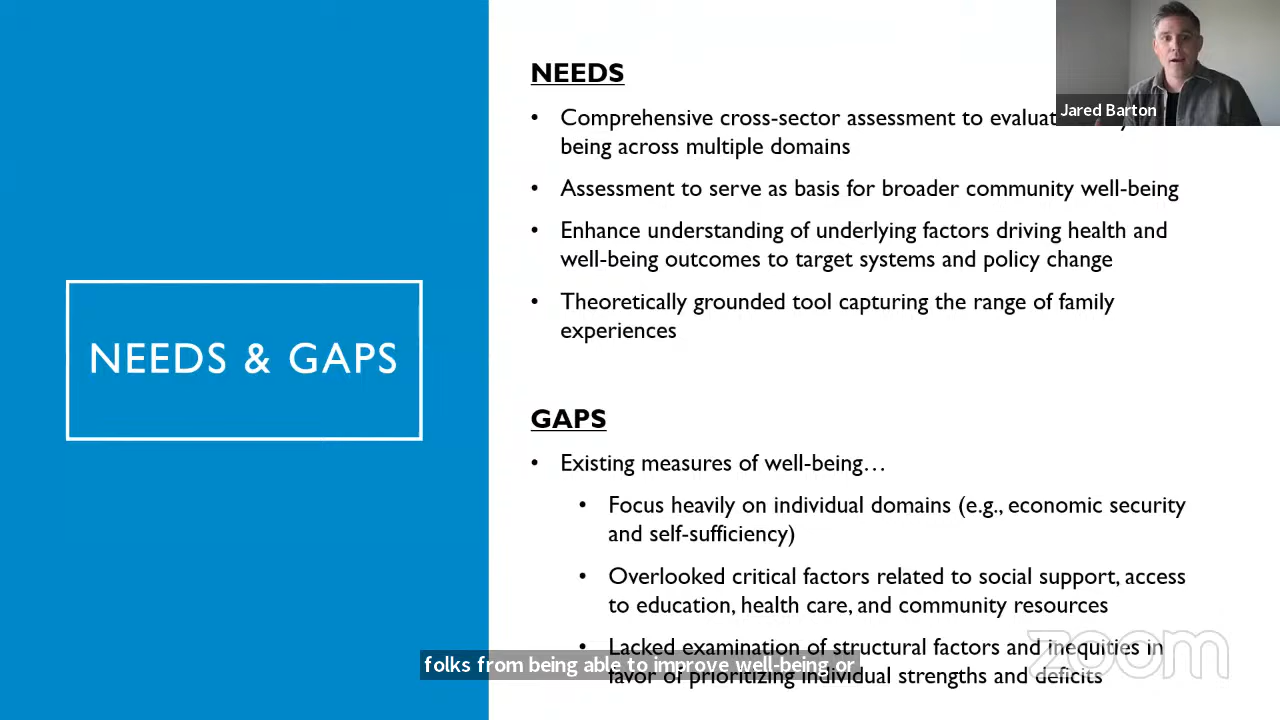 NEEDS & GAPS
NEEDS
• Comprehensive cross-sector assessment to evaluat
being across multiple domains
• Assessment to serve as basis for broader community well-being
• Enhance understanding of underlying factors driving health and
well-being outcomes to target systems and policy change
• Theoretically grounded tool capturing the range of family
experiences
GAPS
• Existing measures of well-being…
• Focus heavily on individual domains (e.g., economic security
and self-sufficiency)
• Overlooked critical factors related to social support, access
to education, health care, and community resources
• Lacked examination of structural factors and inequities in
favor of prioritizing individual strengths and deficits
Jared Barton
folks from being able to improve well-being or
zoom